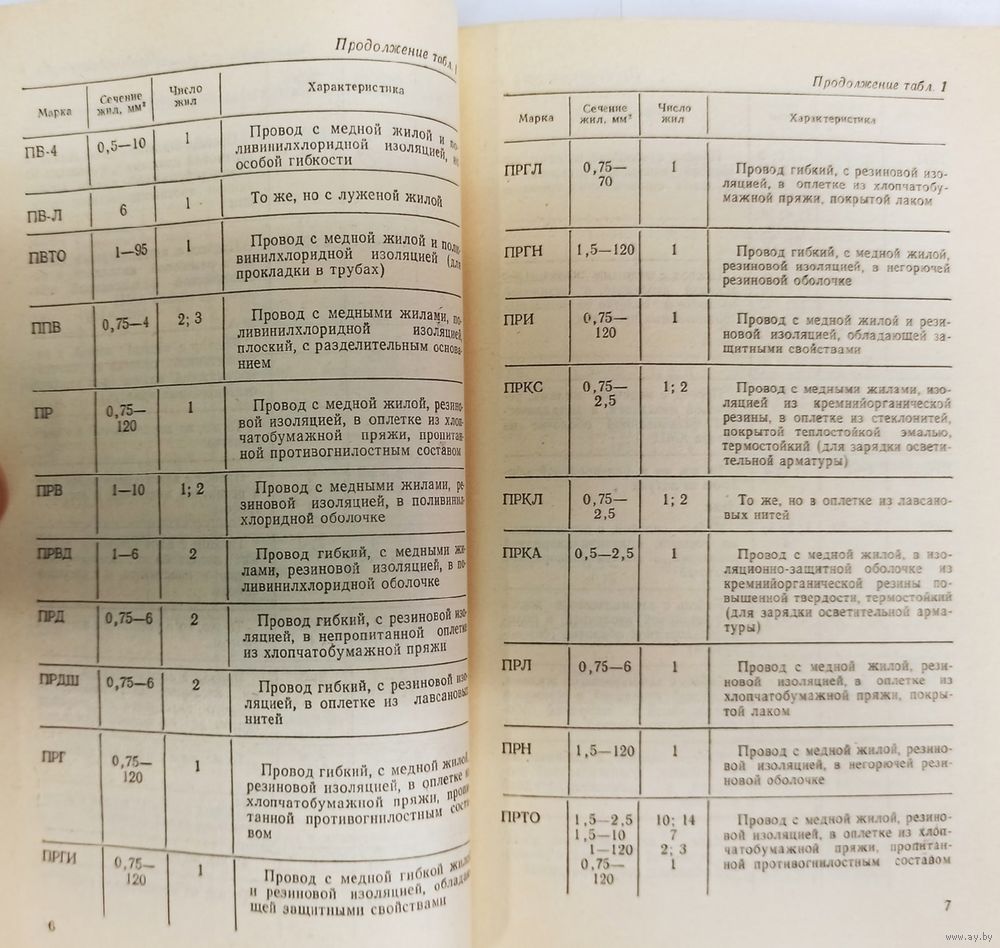 Продолжение табл. 1
Марка
Сечение
жил, мм²
Число
жил
Характеристика
ПВ-4
0,5—10
1
Провод с медной жилой и по-
ливинилхлоридной изоляцией,
особой гибкости
ПВ-Л
6
1
То же, но с луженой жилой
ПВТО
1—95
1
Провод с медной жилой и поли-
винилхлоридной изоляцией (для
прокладки в трубах)
ППВ
0,75—4
2; 3
Провод с медными жилами, по-
ливинилхлоридной изоляцией,
плоский, с разделительным основа-
нием
ПР
0,75—
120
1
Провод с медной жилой, резино-
вой изоляцией, в оплетке из хлоп-
чатобумажной пряжи, пропитан-
ной противогнилостным составом
ПРВ
1—10
1; 2
Провод с медными жилами, ре-
зиновой изоляцией, в поливинил-
хлоридной оболочке
ПРВД
1—6
2
Провод гибкий, с медными жи-
лами, резиновой изоляцией, в по-
ливинилхлоридной оболочке
ПРД
0,75—6
2
Провод гибкий, с резиновой изо-
ляцией, в непропитанной оплетке
из хлопчатобумажной пряжи
ПРДШ
0,75—6
2
Провод гибкий, с резиновой изо-
ляцией, в оплетке из лавсановых
нитей
ПРГ
0,75—
120
1
Провод гибкий, с медной жилой,
резиновой изоляцией, в оплетке и
хлопчатобумажной пряжи, пропи-
танной противогнилостным соста-
вом
ПРГИ
0,75—
120
1
Провод с медной гибкой жилой
и резиновой изоляцией, обладаю-
щей защитными свойствами
6
Продолжение табл. 1
Марка
Сечение
жил, мм²
Число
жил
Характеристика
ПРГЛ
0,75—
70
1
Провод гибкий, с резиновой изо-
ляцией, в оплетке из хлопчатобу-
мажной пряжи, покрытой лаком
ПРГН
1,5—120
1
Провод гибкий, с медной жилой,
резиновой изоляцией, в негорючей
резиновой оболочке
ПРИ
0,75—
120
1
Провод с медной жилой и рези-
новой изоляцией, обладающей за-
щитными свойствами
ПРКС
0,75—
2,5
1; 2
Провод с медными жилами, изо-
ляцией из кремнийорганической
резины, в оплетке из стеклонитей,
покрытой теплостойкой эмалью,
термостойкий (для зарядки освети-
тельной арматуры)
ПРКЛ
0,75—
2,5
1; 2
То же, но в оплетке из лавсано-
вых нитей
ПРКА
0,5—2,5
1
Провод с медной жилой, в изо-
ляционно-защитной оболочке из
кремнийорганической резины по-
вышенной твердости, термостойкий
(для зарядки осветительной арма-
туры)
ПРЛ
0,75—6
1
Провод с медной жилой, рези-
новой изоляцией, в оплетке из
хлопчатобумажной пряжи, покры-
той лаком
ПРН
1,5—120
1
Провод с медной жилой, резино-
вой изоляцией, в негорючей рези-
новой оболочке
ПРТО
1,5—2,5
1,5—10
1—120
0,75—
120
10; 14
7
2; 3
1
Провод с медной жилой, резино-
вой изоляцией, в оплетке из хлоп-
чатобумажной пряжи, пропитан-
ной противогнилостным составом
7
www.ay.by